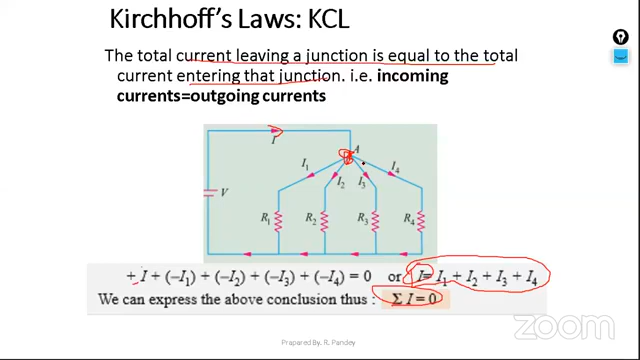 Kirchhoff's Laws: KCL
The total current leaving a junction is equal to the total
current entering that junction. i.e. incoming
currents=outgoing currents
I
A
I1
I2
I3
I4
V
R1
R2
R3
R4
+ I + (−I1) + (−I2) + (−I3) + (−I4) = 0 or I = I1 + I2 + I3 + I4
We can express the above conclusion thus : Σ I = 0
Prepared By. R. Pandey
zoom